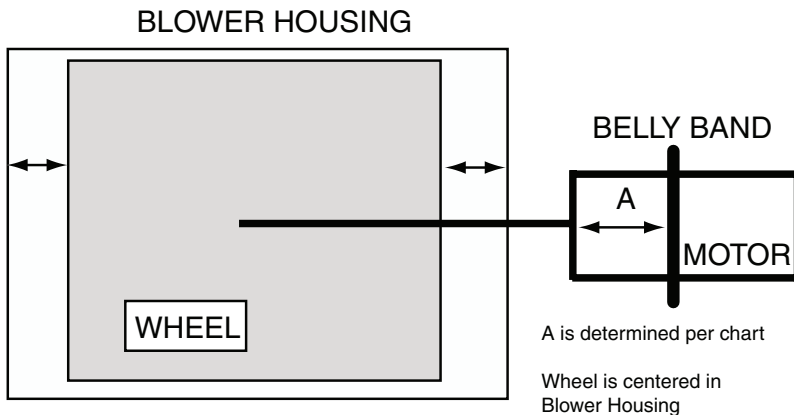 BLOWER HOUSING
BELLY BAND
A
MOTOR
WHEEL
A is determined per chart
Wheel is centered in
Blower Housing